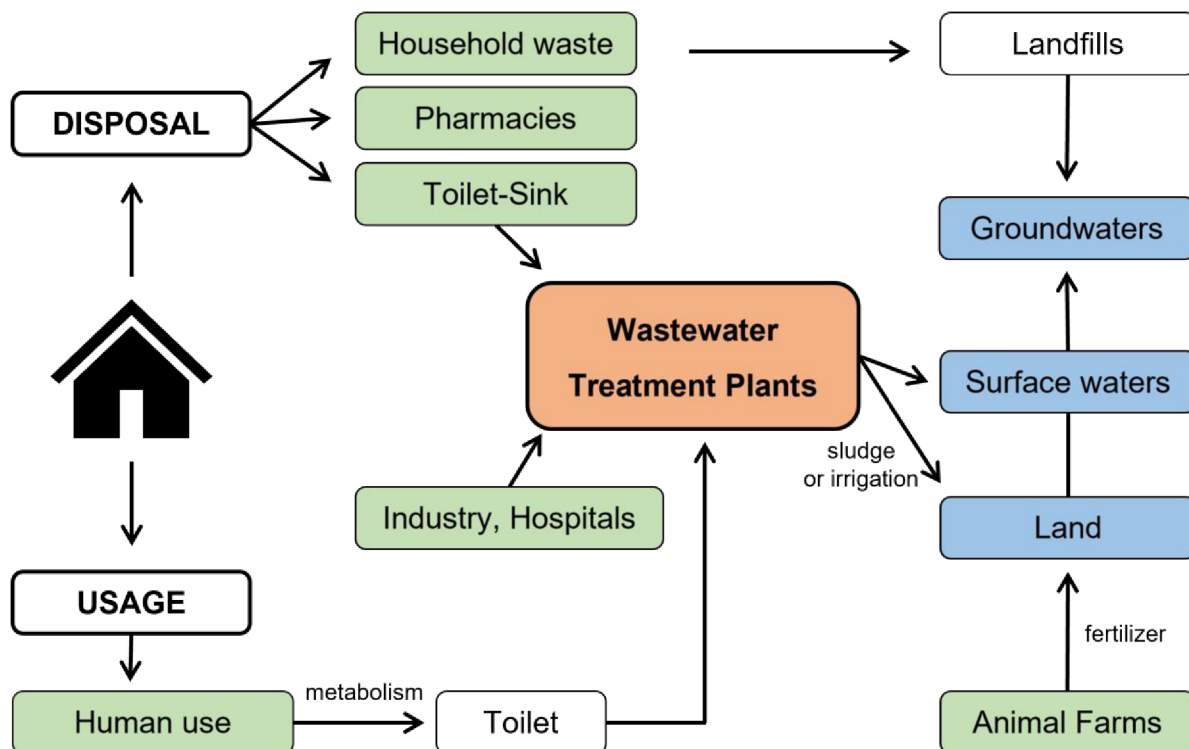 Household waste
Landfills
DISPOSAL
Pharmacies
Toilet-Sink
Groundwaters
Wastewater
Treatment Plants
Surface waters
sludge
or irrigation
Industry, Hospitals
Land
USAGE
fertilizer
metabolism
Human use
Toilet
Animal Farms